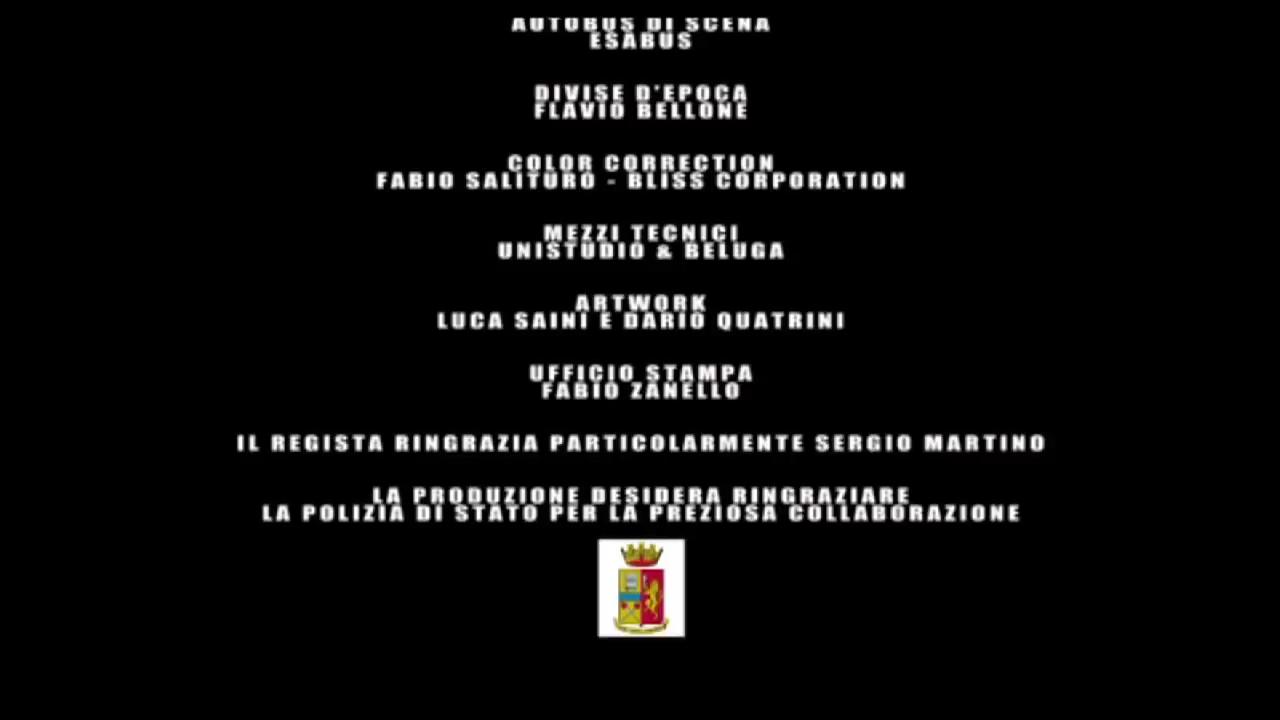 AUTOBUS DI SCENA
ESABUS
DIVISE D'EPOCA
FLAVIO BELLONE
COLOR CORRECTION
FABIO SALITURO - BLISS CORPORATION
MEZZI TECNICI
UNISTUDIO & BELUGA
ARTWORK
LUCA SAINI E DARIO QUATRINI
UFFICIO STAMPA
FABIO ZANELLO
IL REGISTA RINGRAZIA PARTICOLARMENTE SERGIO MARTINO
LA PRODUZIONE DESIDERA RINGRAZIARE
LA POLIZIA DI STATO PER LA PREZIOSA COLLABORAZIONE